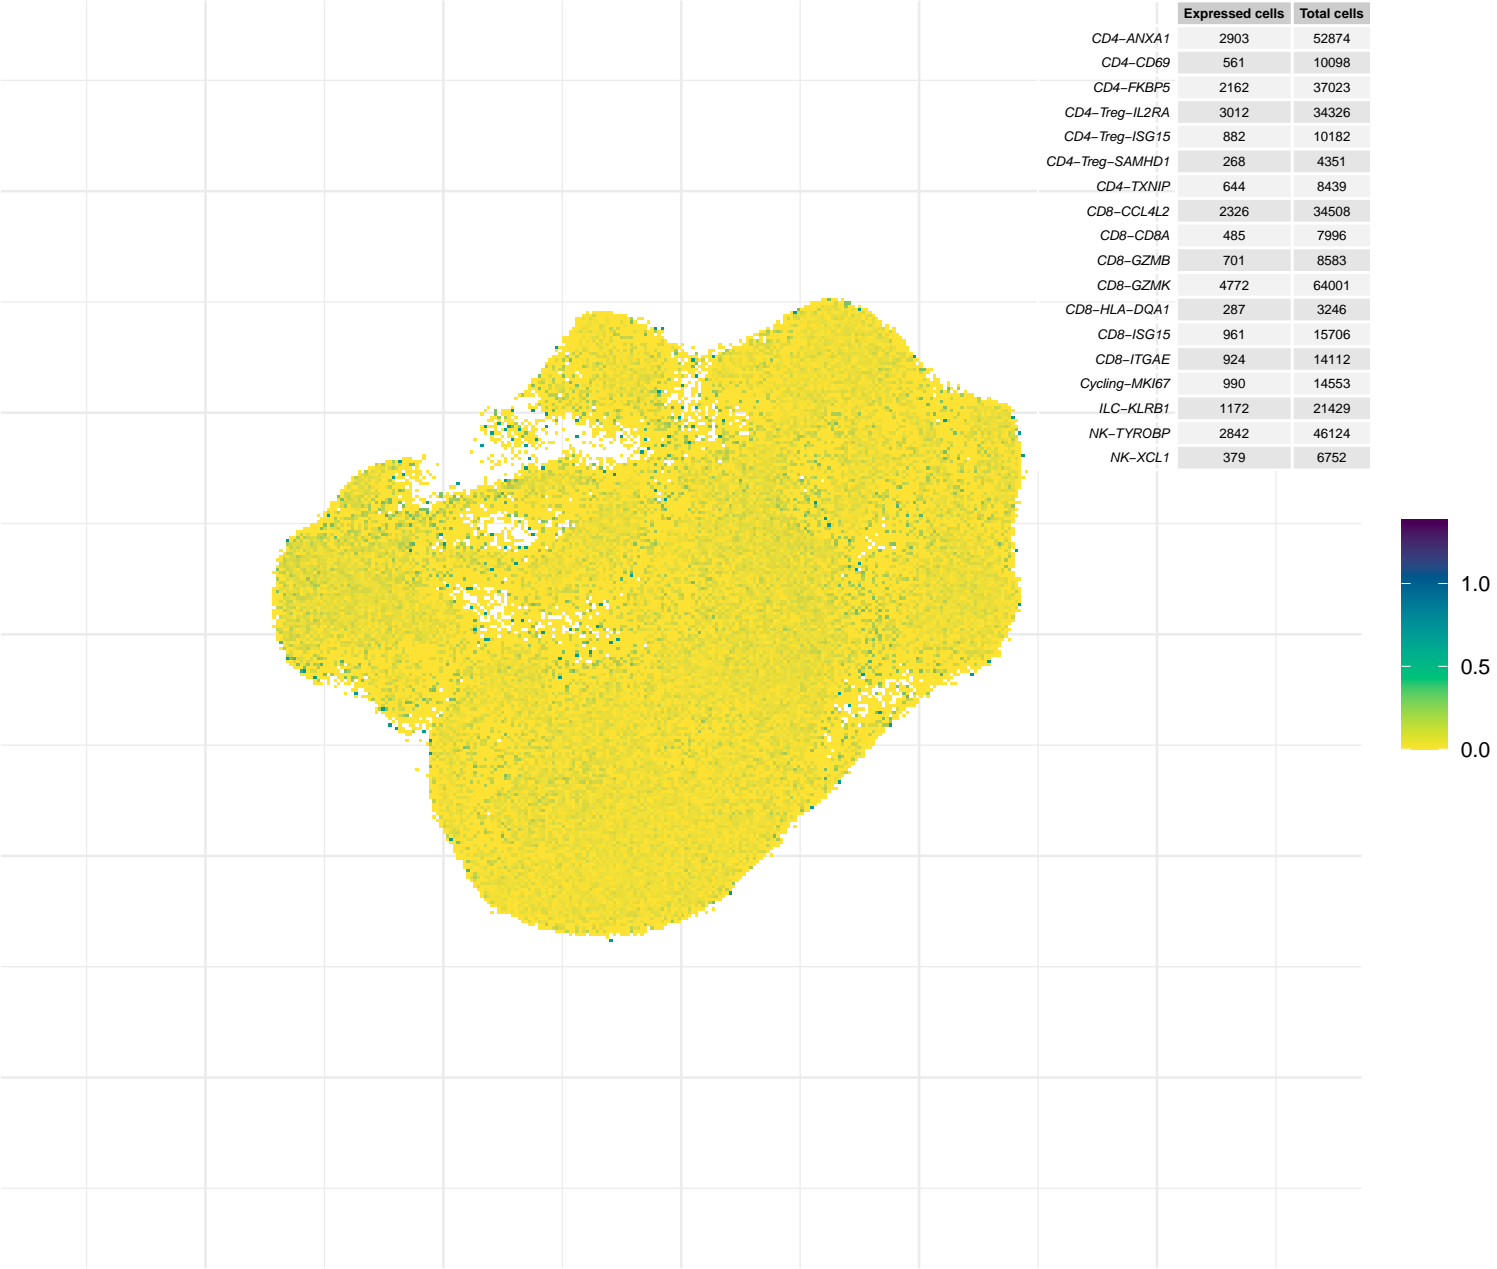 Expressed cells Total cells
CD4−ANXA1 2903 52874
CD4−CD69 561 10098
CD4−FKBP5 2162 37023
CD4−Treg−IL2RA 3012 34326
CD4−Treg−ISG15 882 10182
CD4−Treg−SAMHD1 268 4351
CD4−TXNIP 644 8439
CD8−CCL4L2 2326 34508
CD8−CD8A 485 7996
CD8−GZMB 701 8583
CD8−GZMK 4772 64001
CD8−HLA−DQA1 287 3246
CD8−ISG15 961 15706
CD8−ITGAE 924 14112
Cycling−MKI67 990 14553
ILC−KLRB1 1172 21429
NK−TYROBP 2842 46124
NK−XCL1 379 6752
1.0
0.5
0.0